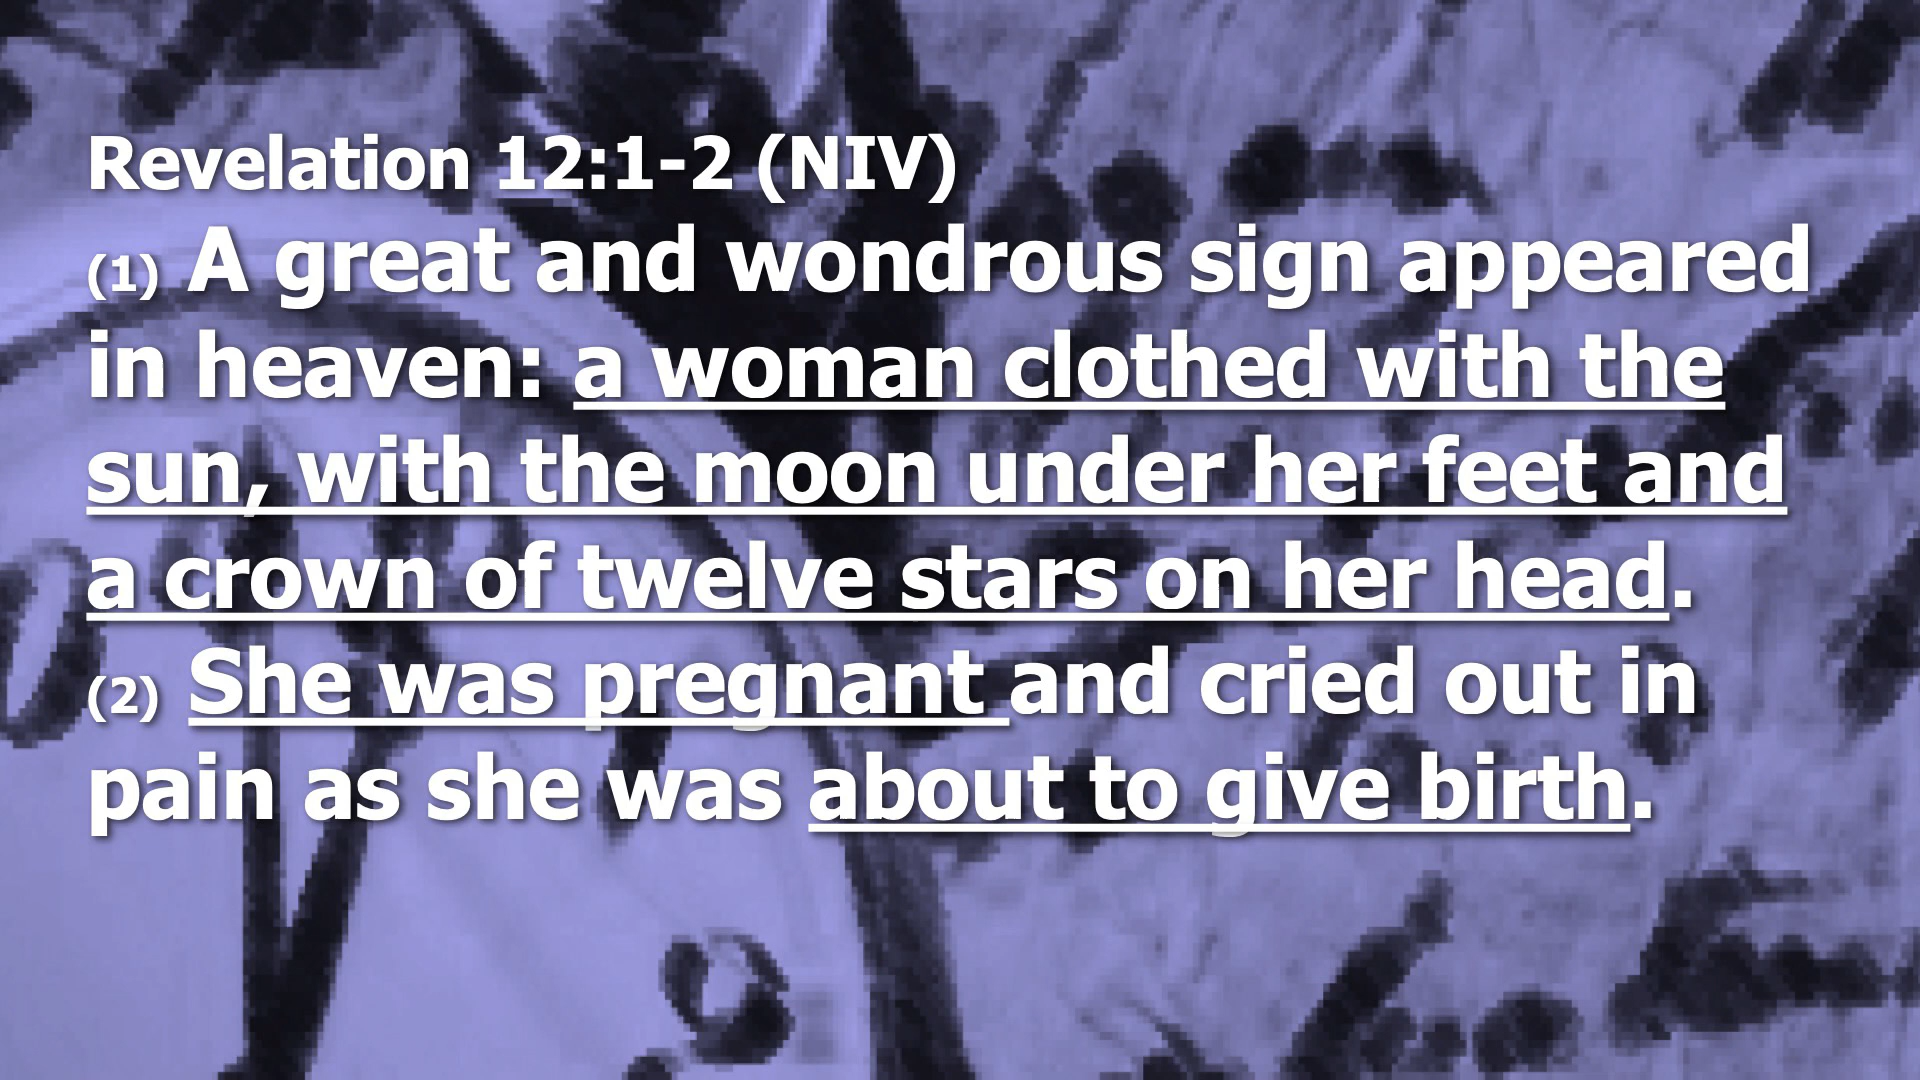 Revelation 12:1-2 (NIV)
(1) A great and wondrous sign appeared
in heaven: a woman clothed with the
sun, with the moon under her feet and
a crown of twelve stars on her head.
(2) She was pregnant and cried out in
pain as she was about to give birth.